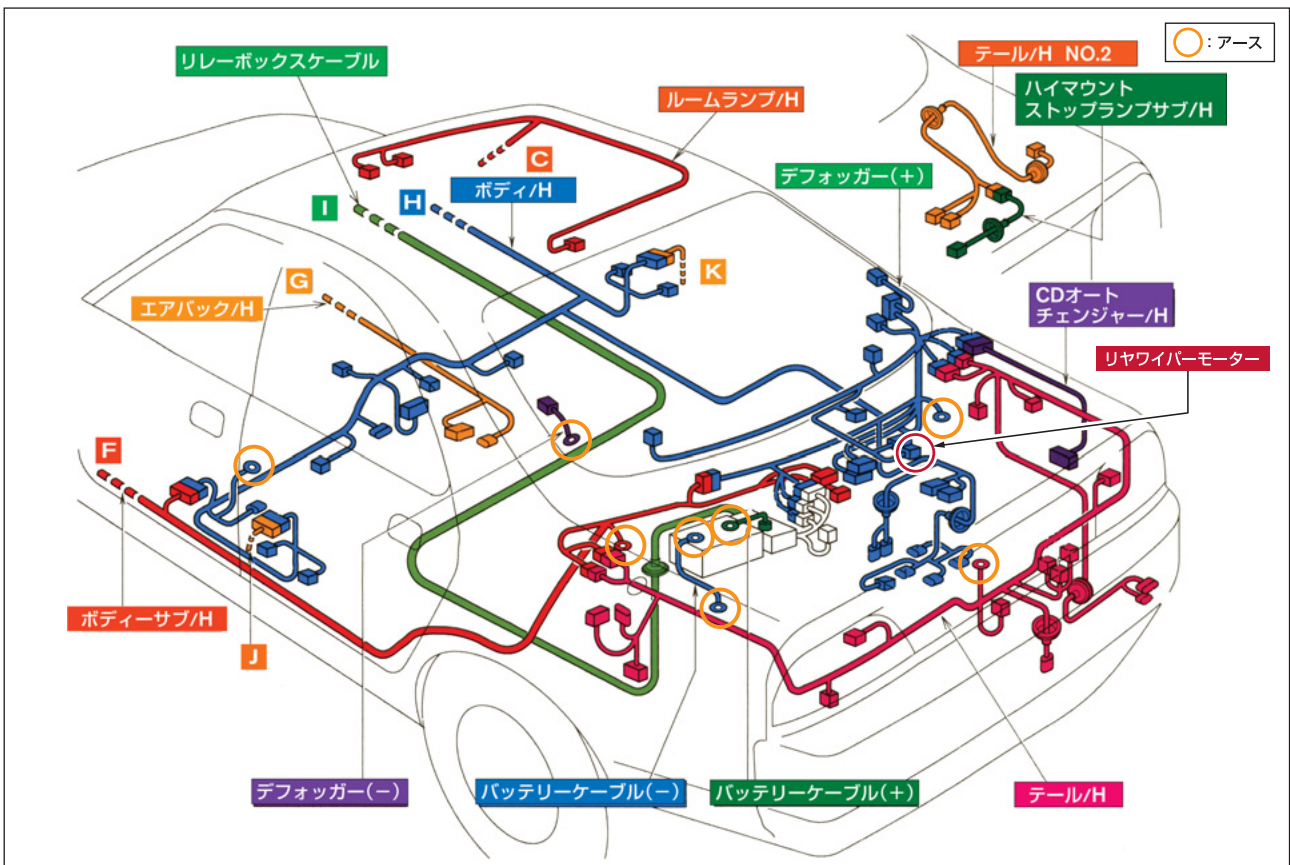 ：アース
リレーボックスケーブル
テール/H NO.2
ハイマウント
ストップランプサブ/H
ルームランプ/H
C
デフォッガー(+)
ボディ/H
I
H
K
G
エアバック/H
CDオート
チェンジャー/H
リヤワイパーモーター
F
ボディーサブ/H
J
デフォッガー(−)
バッテリーケーブル(−)
バッテリーケーブル(+)
テール/H